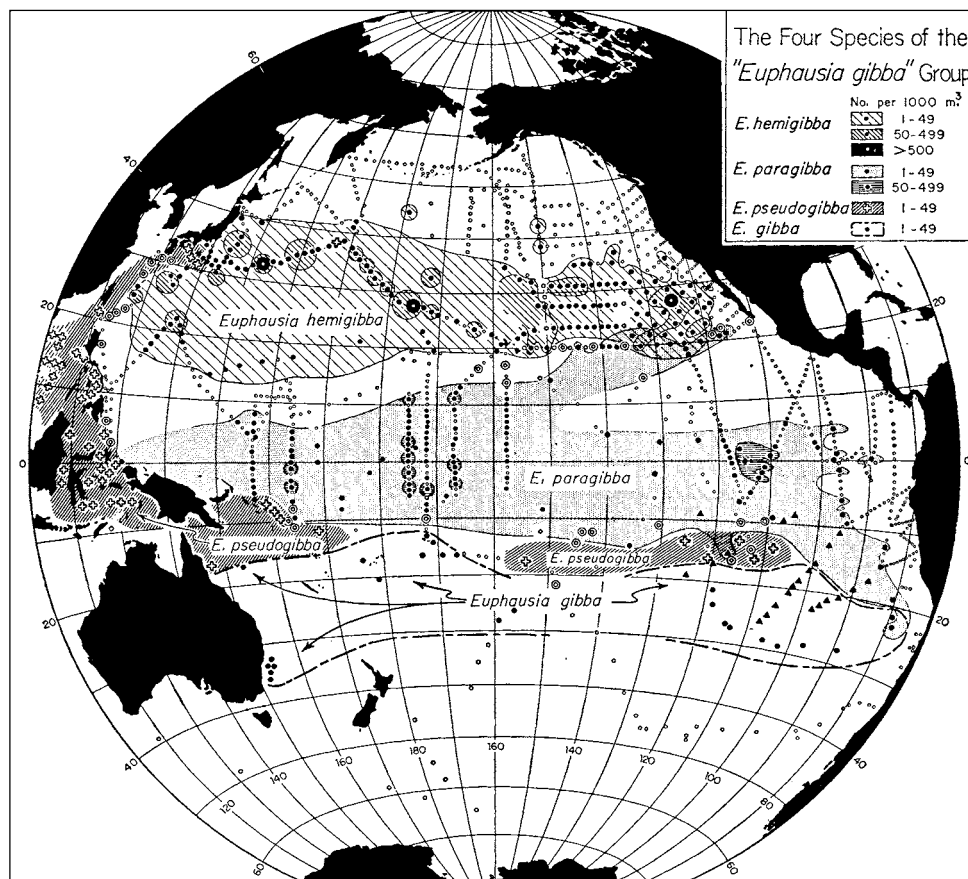 The Four Species of the
"Euphausia gibba" Group
No. per 1000 m.³
E. hemigibba
1-49
50-499
>500
E. paragibba
1-49
50-499
E. pseudogibba
1-49
E. gibba
1-49
60
40
20
0
20
40
60
20
0
20
40
60
Euphausia hemigibba
E. paragibba
E. pseudogibba
E. pseudogibba
Euphausia gibba
120
140
160
180
160
140
120
100
80